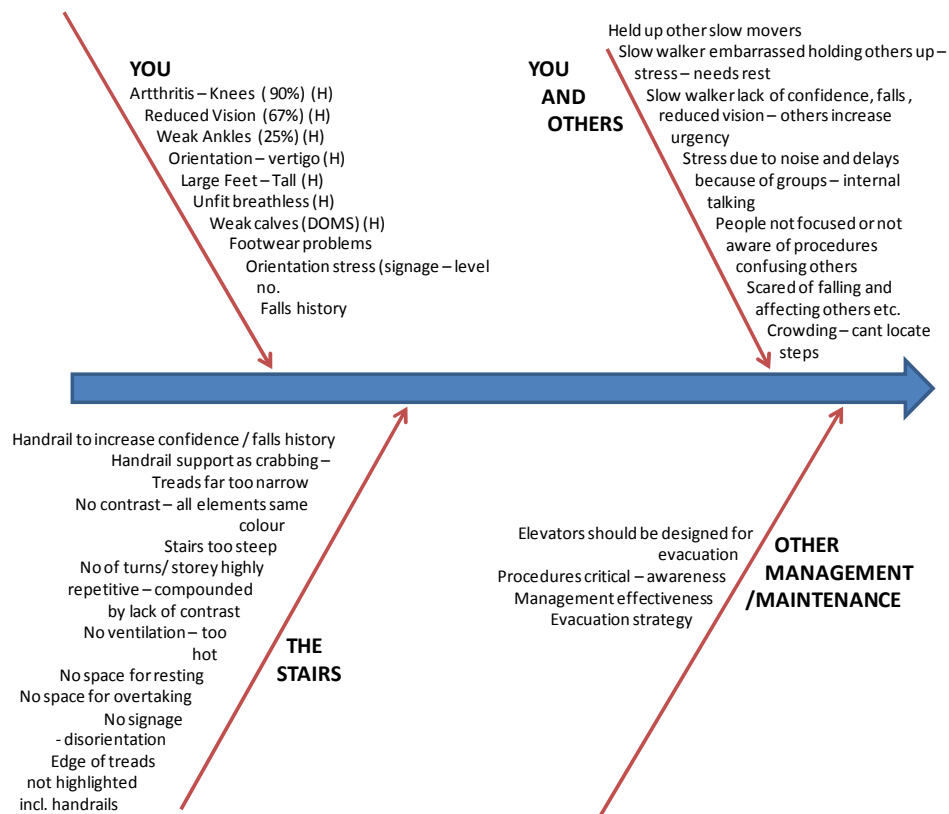 YOU
Artthritis – Knees ( 90%) (H)
Reduced Vision (67%) (H)
Weak Ankles (25%) (H)
Orientation – vertigo (H)
Large Feet – Tall (H)
Unfit breathless (H)
Weak calves (DOMS) (H)
Footwear problems
Orientation stress (signage – level
no.
Falls history
YOU
AND
OTHERS
Held up other slow movers
Slow walker embarrassed holding others up –
stress – needs rest
Slow walker lack of confidence, falls ,
reduced vision – others increase
urgency
Stress due to noise and delays
because of groups – internal
talking
People not focused or not
aware of procedures
confusing others
Scared of falling and
affecting others etc.
Crowding – cant locate
steps
Handrail to increase confidence / falls history
Handrail support as crabbing –
Treads far too narrow
No contrast – all elements same
colour
Stairs too steep
No of turns/ storey highly
repetitive – compounded
by lack of contrast
No ventilation – too
hot
No space for resting
No space for overtaking
No signage
- disorientation
Edge of treads
not highlighted
incl. handrails
THE
STAIRS
Elevators should be designed for
evacuation
Procedures critical – awareness
Management effectiveness
Evacuation strategy
OTHER
MANAGEMENT
/MAINTENANCE